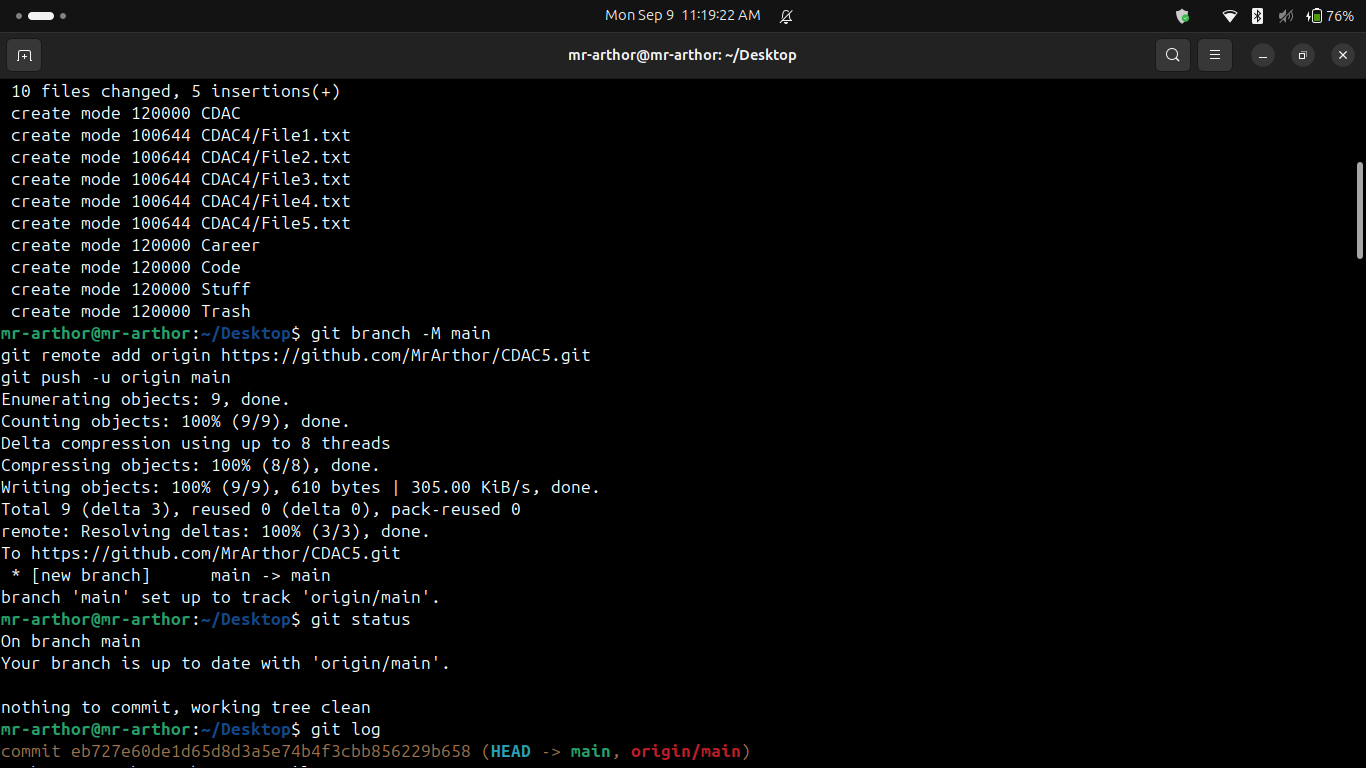 Mon Sep 9 11:19:22 AM
76%
mr-arthor@mr-arthor: ~/Desktop
10 files changed, 5 insertions(+)
create mode 120000 CDAC
create mode 100644 CDAC4/File1.txt
create mode 100644 CDAC4/File2.txt
create mode 100644 CDAC4/File3.txt
create mode 100644 CDAC4/File4.txt
create mode 100644 CDAC4/File5.txt
create mode 120000 Career
create mode 120000 Code
create mode 120000 Stuff
create mode 120000 Trash
mr-arthor@mr-arthor:~/Desktop$ git branch -M main
git remote add origin https://github.com/MrArthor/CDAC5.git
git push -u origin main
Enumerating objects: 9, done.
Counting objects: 100% (9/9), done.
Delta compression using up to 8 threads
Compressing objects: 100% (8/8), done.
Writing objects: 100% (9/9), 610 bytes | 305.00 KiB/s, done.
Total 9 (delta 3), reused 0 (delta 0), pack-reused 0
remote: Resolving deltas: 100% (3/3), done.
To https://github.com/MrArthor/CDAC5.git
* [new branch]      main -> main
branch 'main' set up to track 'origin/main'.
mr-arthor@mr-arthor:~/Desktop$ git status
On branch main
Your branch is up to date with 'origin/main'.
nothing to commit, working tree clean
mr-arthor@mr-arthor:~/Desktop$ git log
commit eb727e60de1d65d8d3a5e74b4f3cbb856229b658 (HEAD -> main, origin/main)